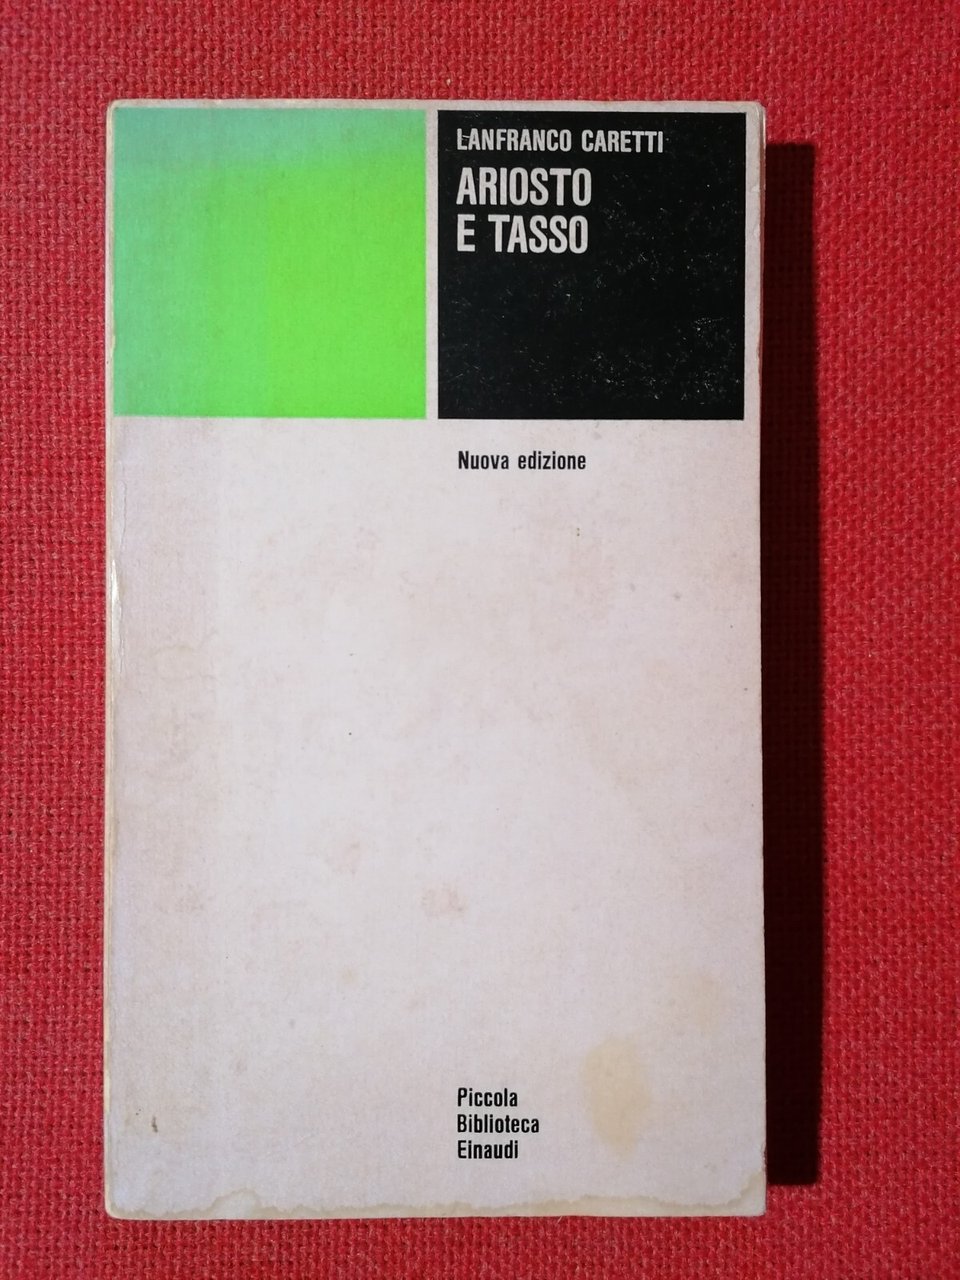 LANFRANCO CARETTI
ARIOSTO
E TASSO
Nuova edizione
Piccola
Biblioteca
Einaudi